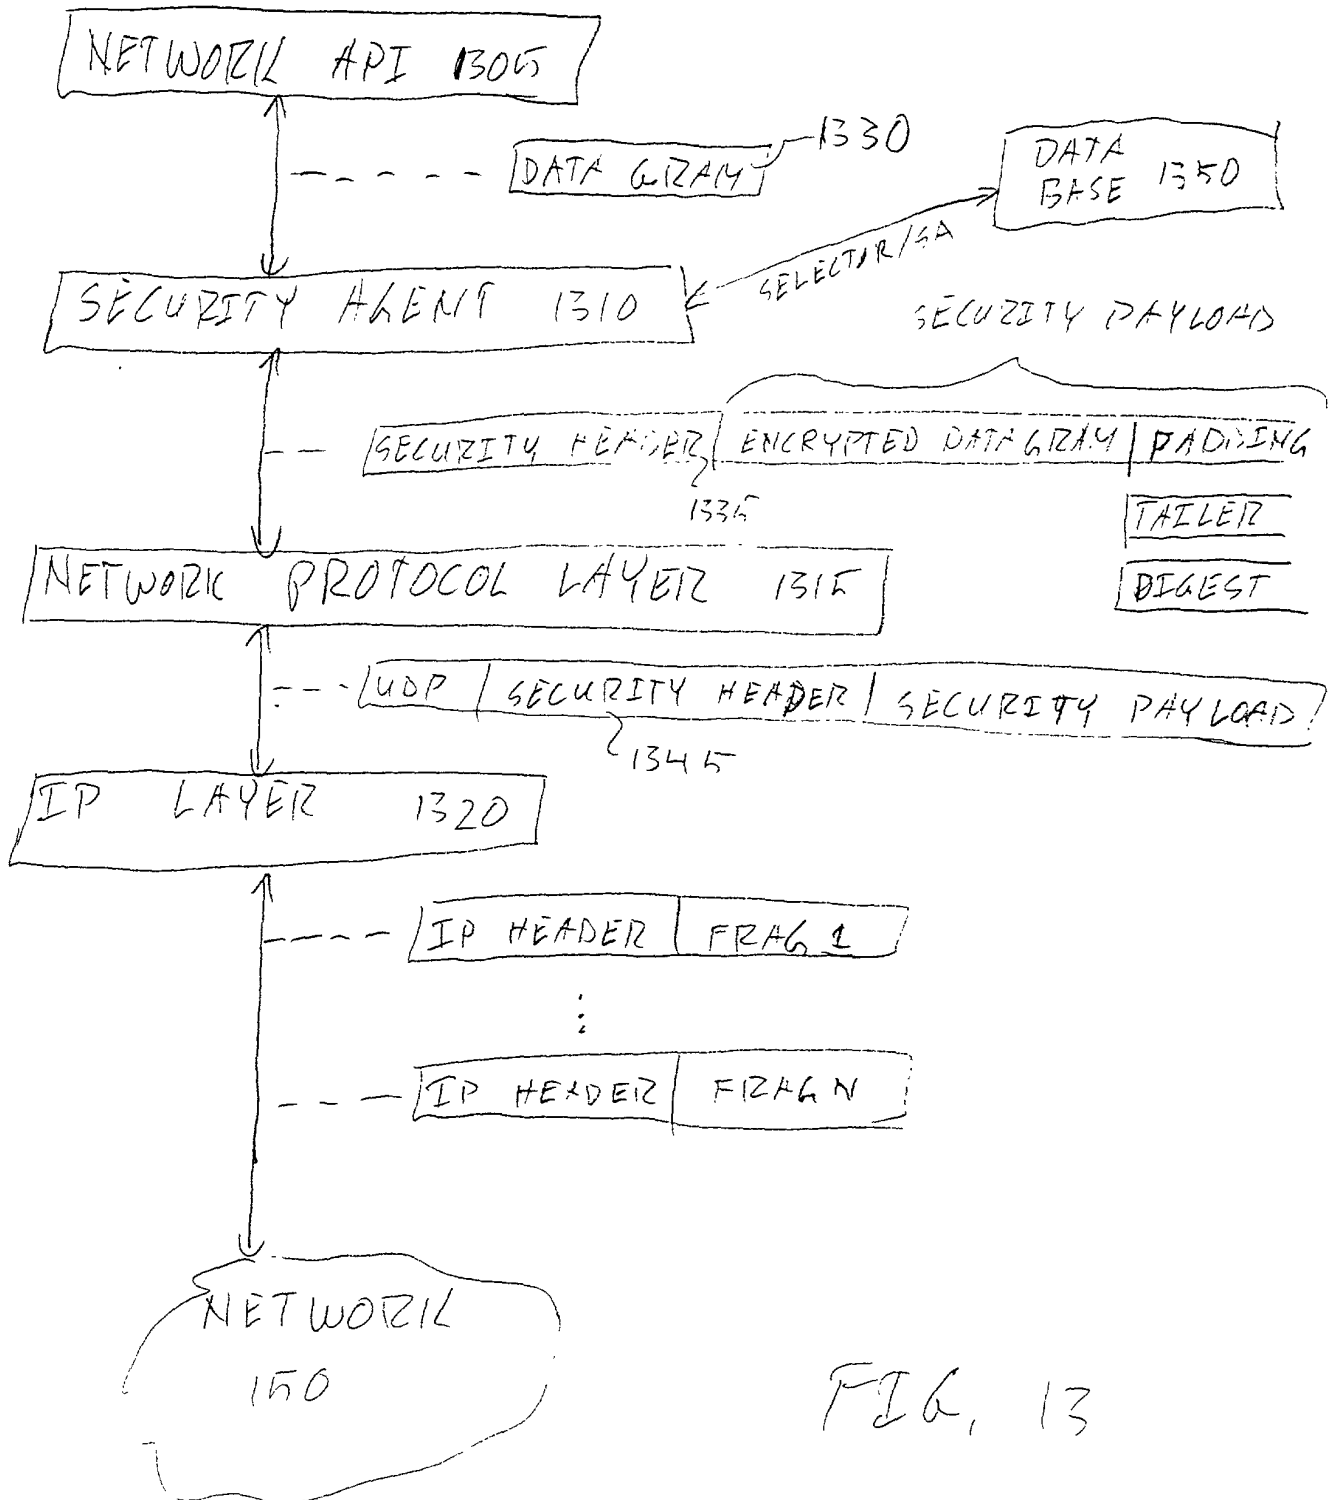 NETWORK API 1305
1330
DATA GRAM
DATA
BASE 1350
SELECTOR/SA
SECURITY AGENT 1310
SECURITY PAYLOAD
SECURITY HEADER ENCRYPTED DATAGRAM PADDING
1335
TAILER
NETWORK PROTOCOL LAYER 1315
DIGEST
UDP SECURITY HEADER SECURITY PAYLOAD
1345
IP LAYER 1320
IP HEADER FRAG 1
IP HEADER FRAG N
NETWORK
150
FIG. 13